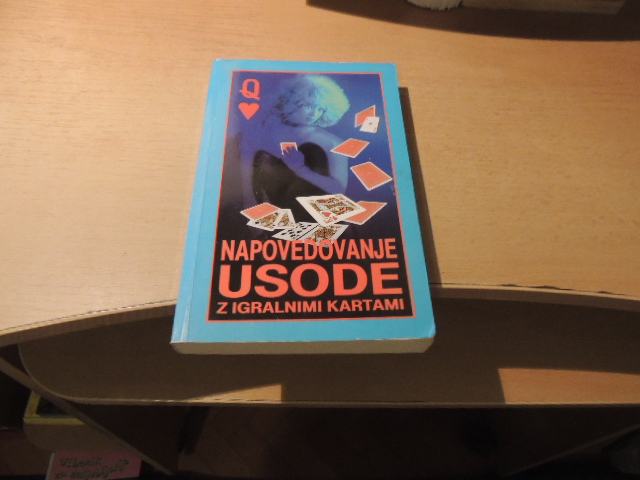 Q
NAPOVEDOVANJE
USODE
Z IGRALNIMI KARTAMI